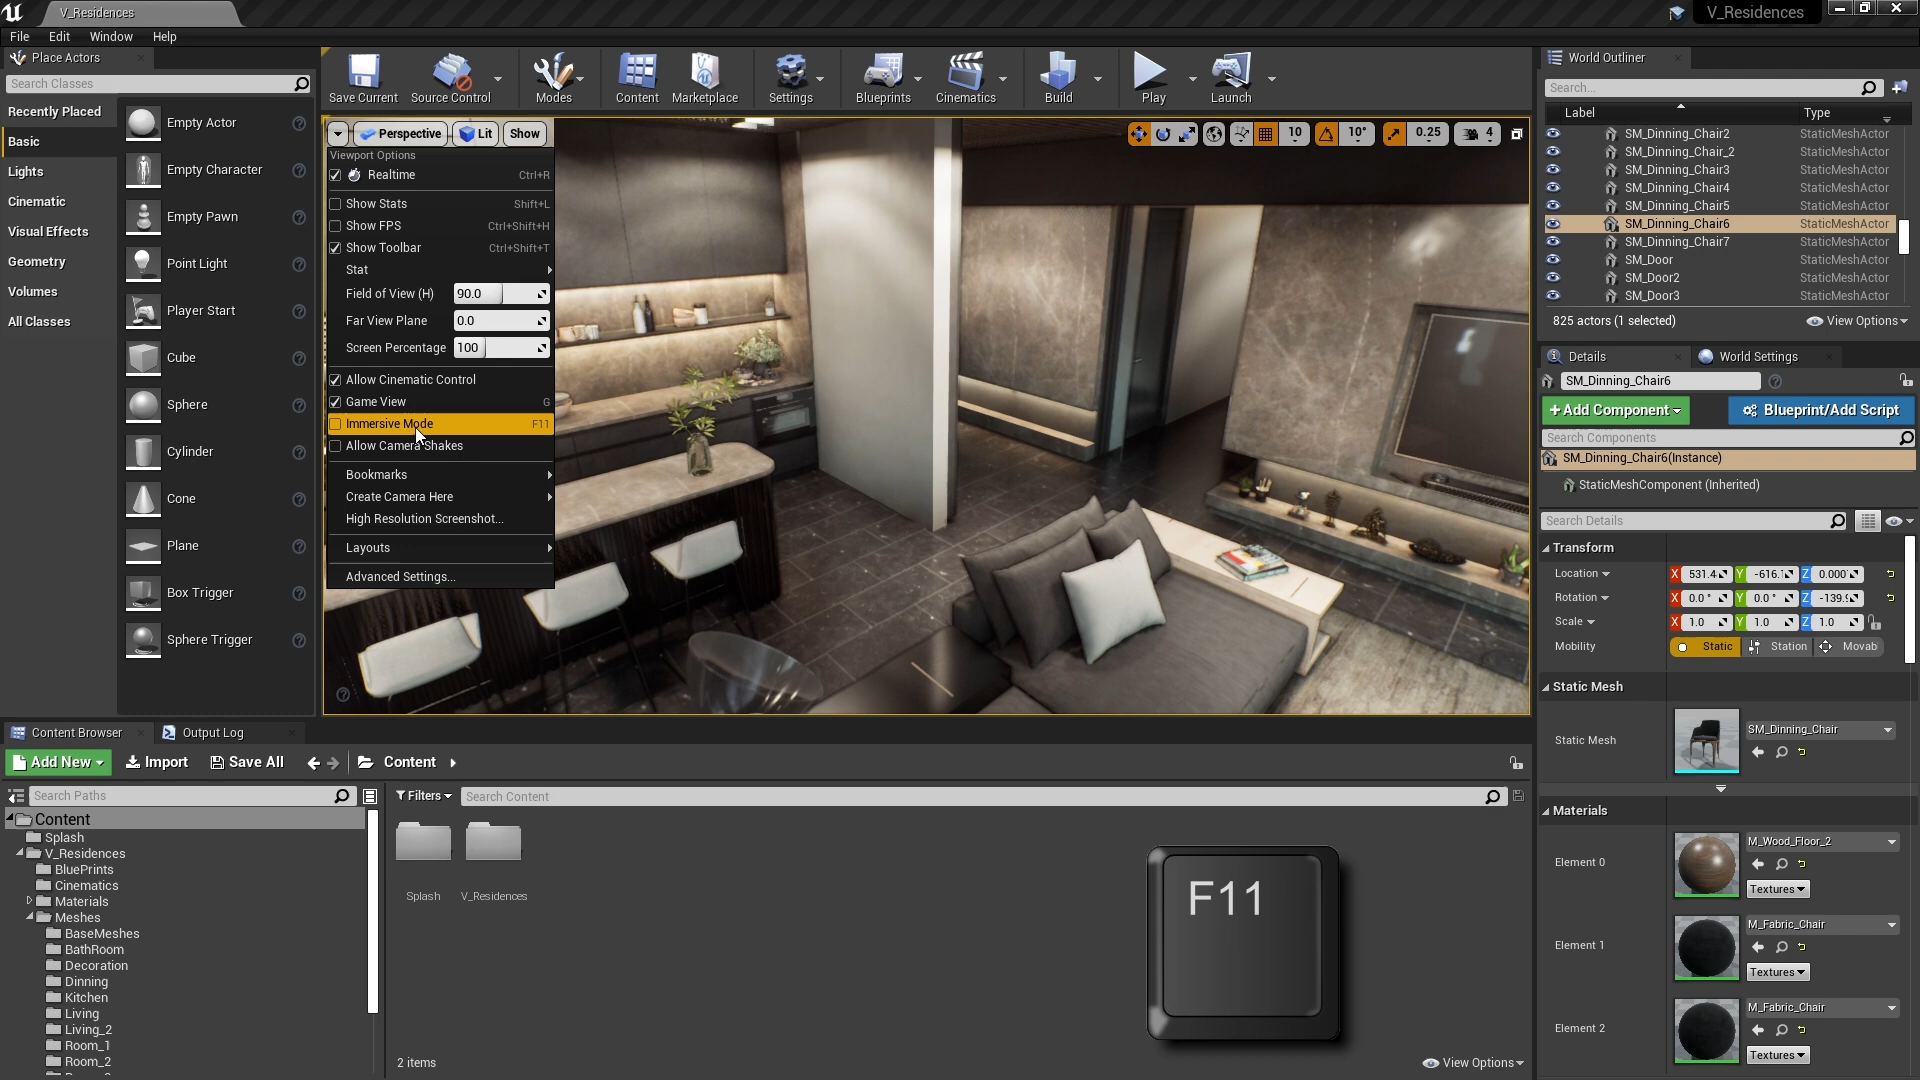 V_Residences
V_Residences
File Edit Window Help
Place Actors
Search Classes
Recently Placed
Basic
Lights
Cinematic
Visual Effects
Geometry
Volumes
All Classes
Empty Actor
Empty Character
Empty Pawn
Point Light
Player Start
Cube
Sphere
Cylinder
Cone
Plane
Box Trigger
Sphere Trigger
Save Current Source Control Modes Content Marketplace Settings Blueprints Cinematics Build Play Launch
Perspective Lit Show
10 10° 0.25 4
Viewport Options
Realtime Ctrl+R
Show Stats Shift+L
Show FPS Ctrl+Shift+H
Show Toolbar Ctrl+Shift+T
Stat
Field of View (H) 90.0
Far View Plane 0.0
Screen Percentage 100
Allow Cinematic Control
Game View G
Immersive Mode F11
Allow Camera Shakes
Bookmarks
Create Camera Here
High Resolution Screenshot...
Layouts
Advanced Settings...
World Outliner
Search...
Label Type
SM_Dinning_Chair2 StaticMeshActor
SM_Dinning_Chair_2 StaticMeshActor
SM_Dinning_Chair3 StaticMeshActor
SM_Dinning_Chair4 StaticMeshActor
SM_Dinning_Chair5 StaticMeshActor
SM_Dinning_Chair6 StaticMeshActor
SM_Dinning_Chair7 StaticMeshActor
SM_Door StaticMeshActor
SM_Door2 StaticMeshActor
SM_Door3 StaticMeshActor
825 actors (1 selected) View Options
Details World Settings
SM_Dinning_Chair6
+Add Component Blueprint/Add Script
Search Components
SM_Dinning_Chair6(Instance)
StaticMeshComponent (Inherited)
Search Details
Transform
Location X 531.4 Y -616.1 Z 0.000
Rotation X 0.0 ° Y 0.0 ° Z -139.9
Scale X 1.0 Y 1.0 Z 1.0
Mobility Static Station Movab
Static Mesh
Static Mesh SM_Dinning_Chair
Materials
Element 0 M_Wood_Floor_2
Textures
Element 1 M_Fabric_Chair
Textures
Element 2 M_Fabric_Chair
Textures
Content Browser Output Log
Add New Import Save All Content
Search Paths
Filters Search Content
Content
Splash
V_Residences
BluePrints
Cinematics
Materials
Meshes
BaseMeshes
BathRoom
Decoration
Dinning
Kitchen
Living
Living_2
Room_1
Room_2
Splash V_Residences
F11
2 items View Options